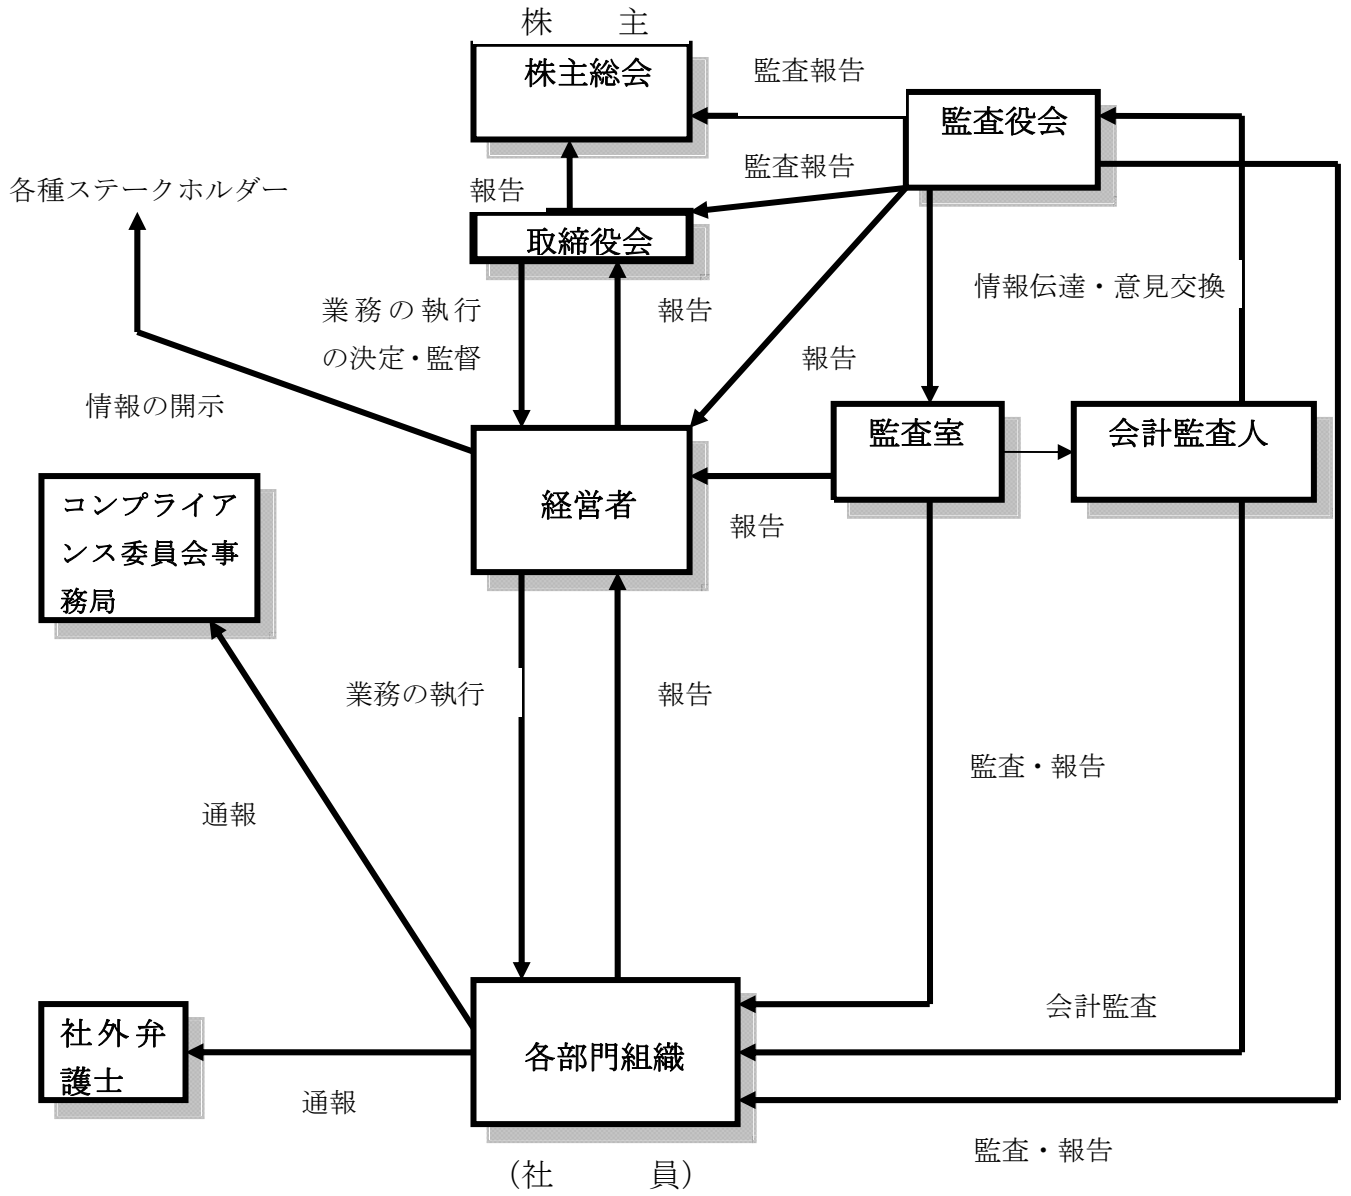 株　主
株主総会
監査報告
監査役会
監査報告
各種ステークホルダー
報告
取締役会
情報伝達・意見交換
業務の執行
の決定・監督
報告
報告
情報の開示
監査室
会計監査人
経営者
コンプライア
ンス委員会事
務局
報告
業務の執行
報告
監査・報告
通報
会計監査
社外弁
護士
各部門組織
通報
監査・報告
（社　員）